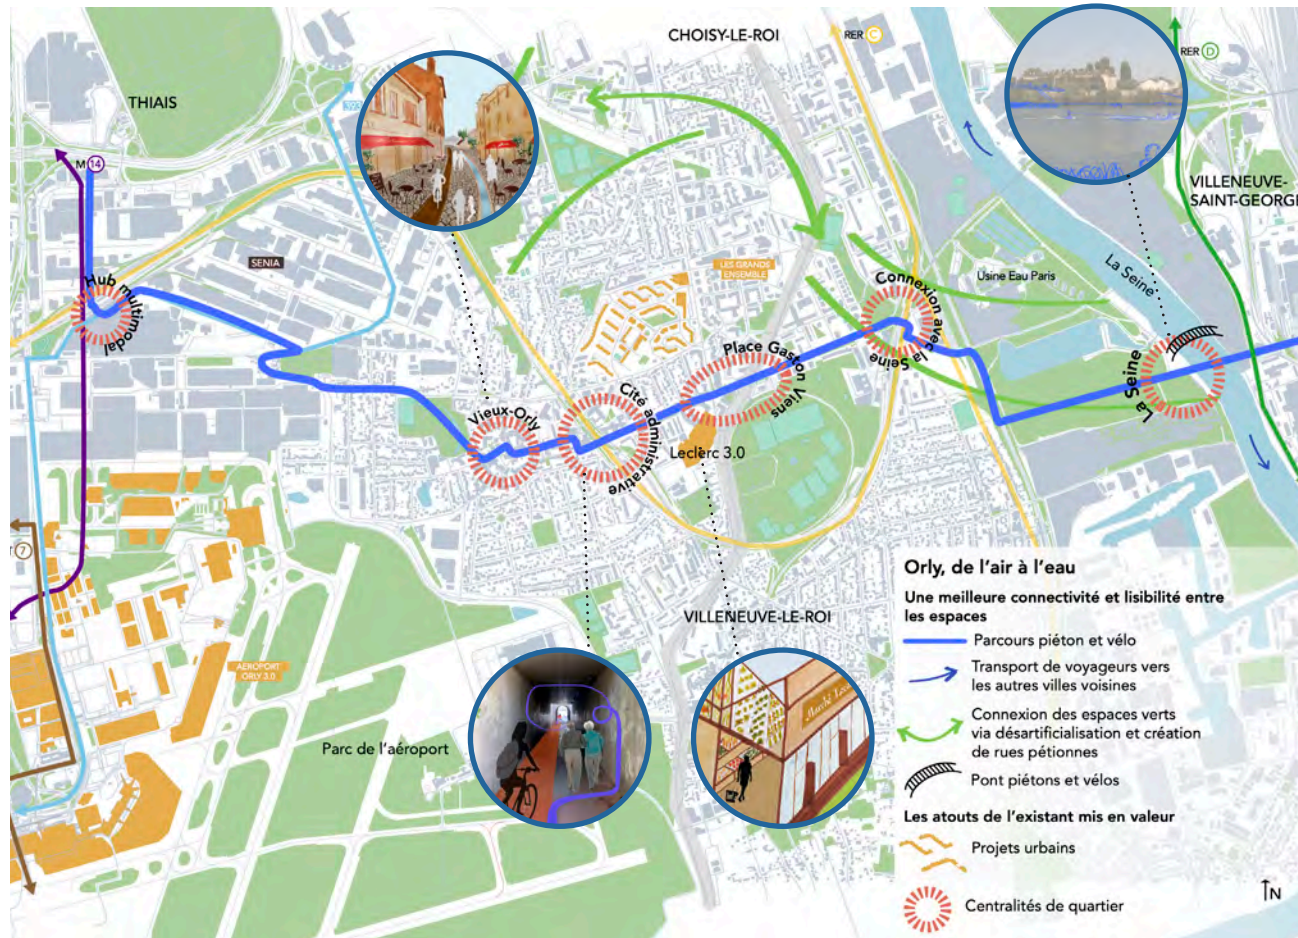 CHOISY-LE-ROI
RER C
RER D
THIAIS
M 14
VILLENEUVE-
SAINT-GEORGE
SENIA
LES GRANDS
ENSEMBLE
Usine Eau Paris
La Seine
Hub multimodal
Connexion avec la Seine
Place Gaston Viens
La Seine
Vieux-Orly
Cité administrative
Leclerc 3.0
7
VILLENEUVE-LE-ROI
AÉROPORT
ORLY 3.0
Parc de l'aéroport
Marché
Orly, de l'air à l'eau
Une meilleure connectivité et lisibilité entre
les espaces
Parcours piéton et vélo
Transport de voyageurs vers
les autres villes voisines
Connexion des espaces verts
via désartificialisation et création
de rues pétionnes
Pont piétons et vélos
Les atouts de l'existant mis en valeur
Projets urbains
Centralités de quartier
N